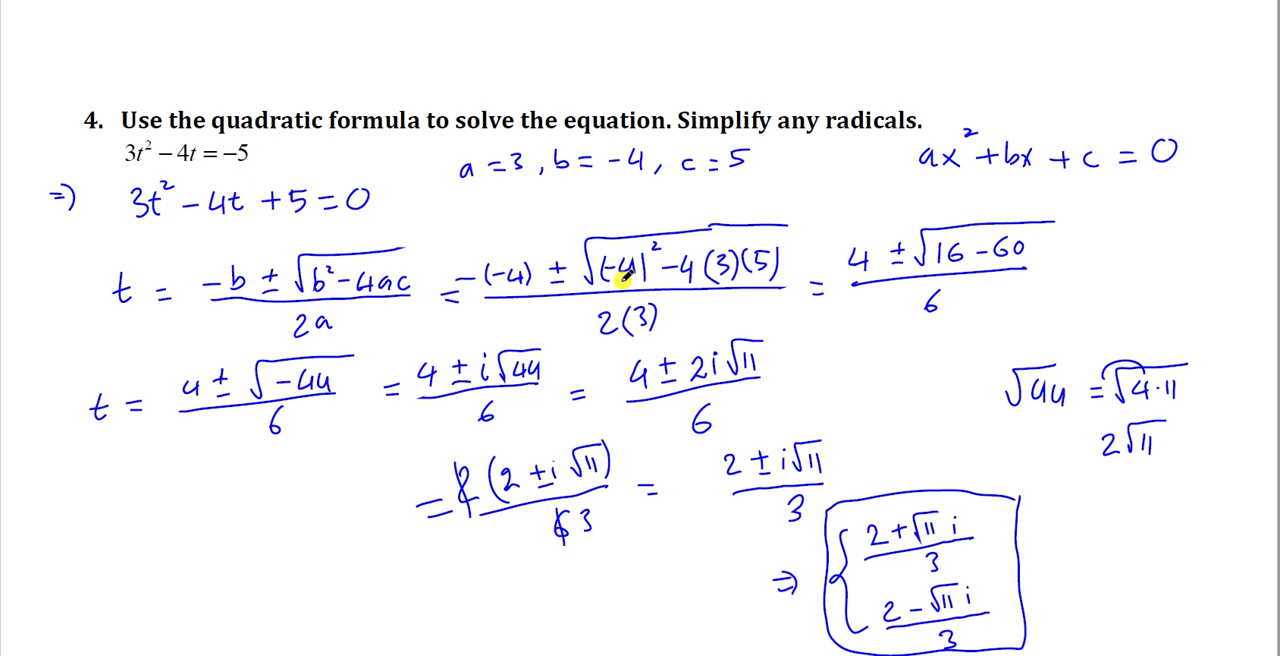 4. Use the quadratic formula to solve the equation. Simplify any radicals.
3t² − 4t = −5
a = 3, b = −4, c = 5
ax² + bx + c = 0
⇒) 3t² − 4t + 5 = 0
t = (−b ± √(b² − 4ac))/(2a) = (−(−4) ± √((−4)² − 4(3)(5)))/(2(3)) = (4 ± √(16 − 60))/6
t = (4 ± √(−44))/6 = (4 ± i√44)/6 = (4 ± 2i√11)/6
√44 = √(4·11)
2√11
= 2(2 ± i√11)/6 3 = (2 ± i√11)/3
⇒ { (2 + √11 i)/3
(2 − √11 i)/3